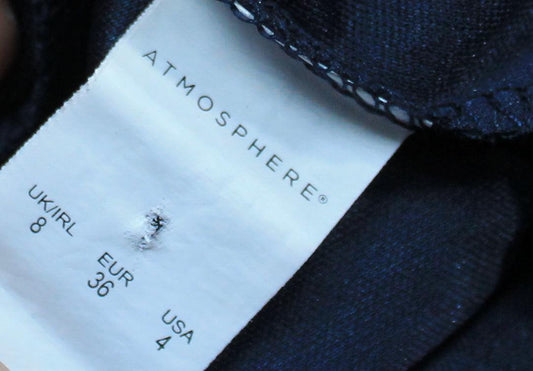 ATMOSPHERE®
UK/IRL EUR USA
8 36 4